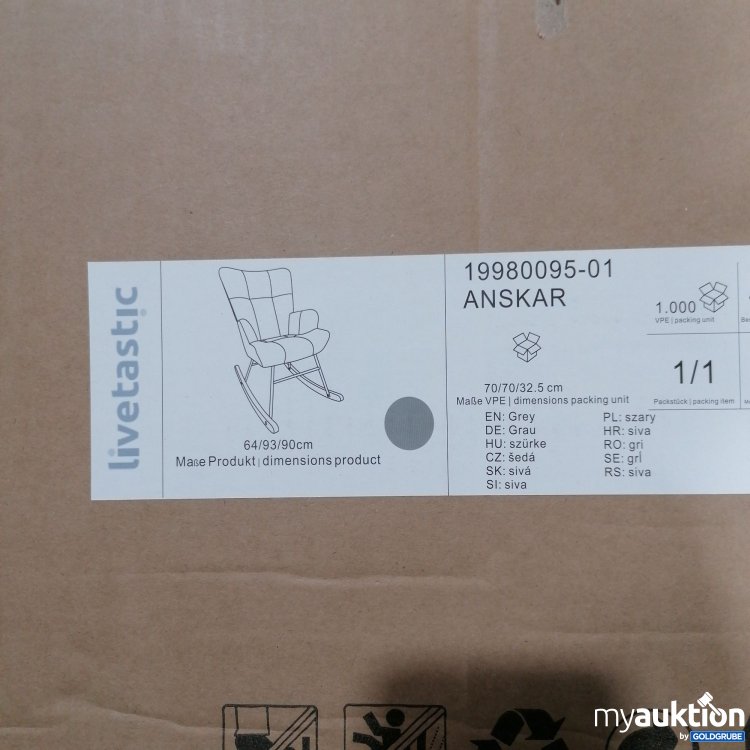 livetastic
64/93/90cm
Maße Produkt | dimensions product
19980095-01
ANSKAR
70/70/32.5 cm
Maße VPE | dimensions packing unit
EN: Grey
DE: Grau
HU: szürke
CZ: šedá
SK: sivá
SI: siva
PL: szary
HR: siva
RO: gri
SE: grÍ
RS: siva
1.000
VPE | packing unit
1/1
Packstück | packing item
myauktion
by GOLDGRUBE